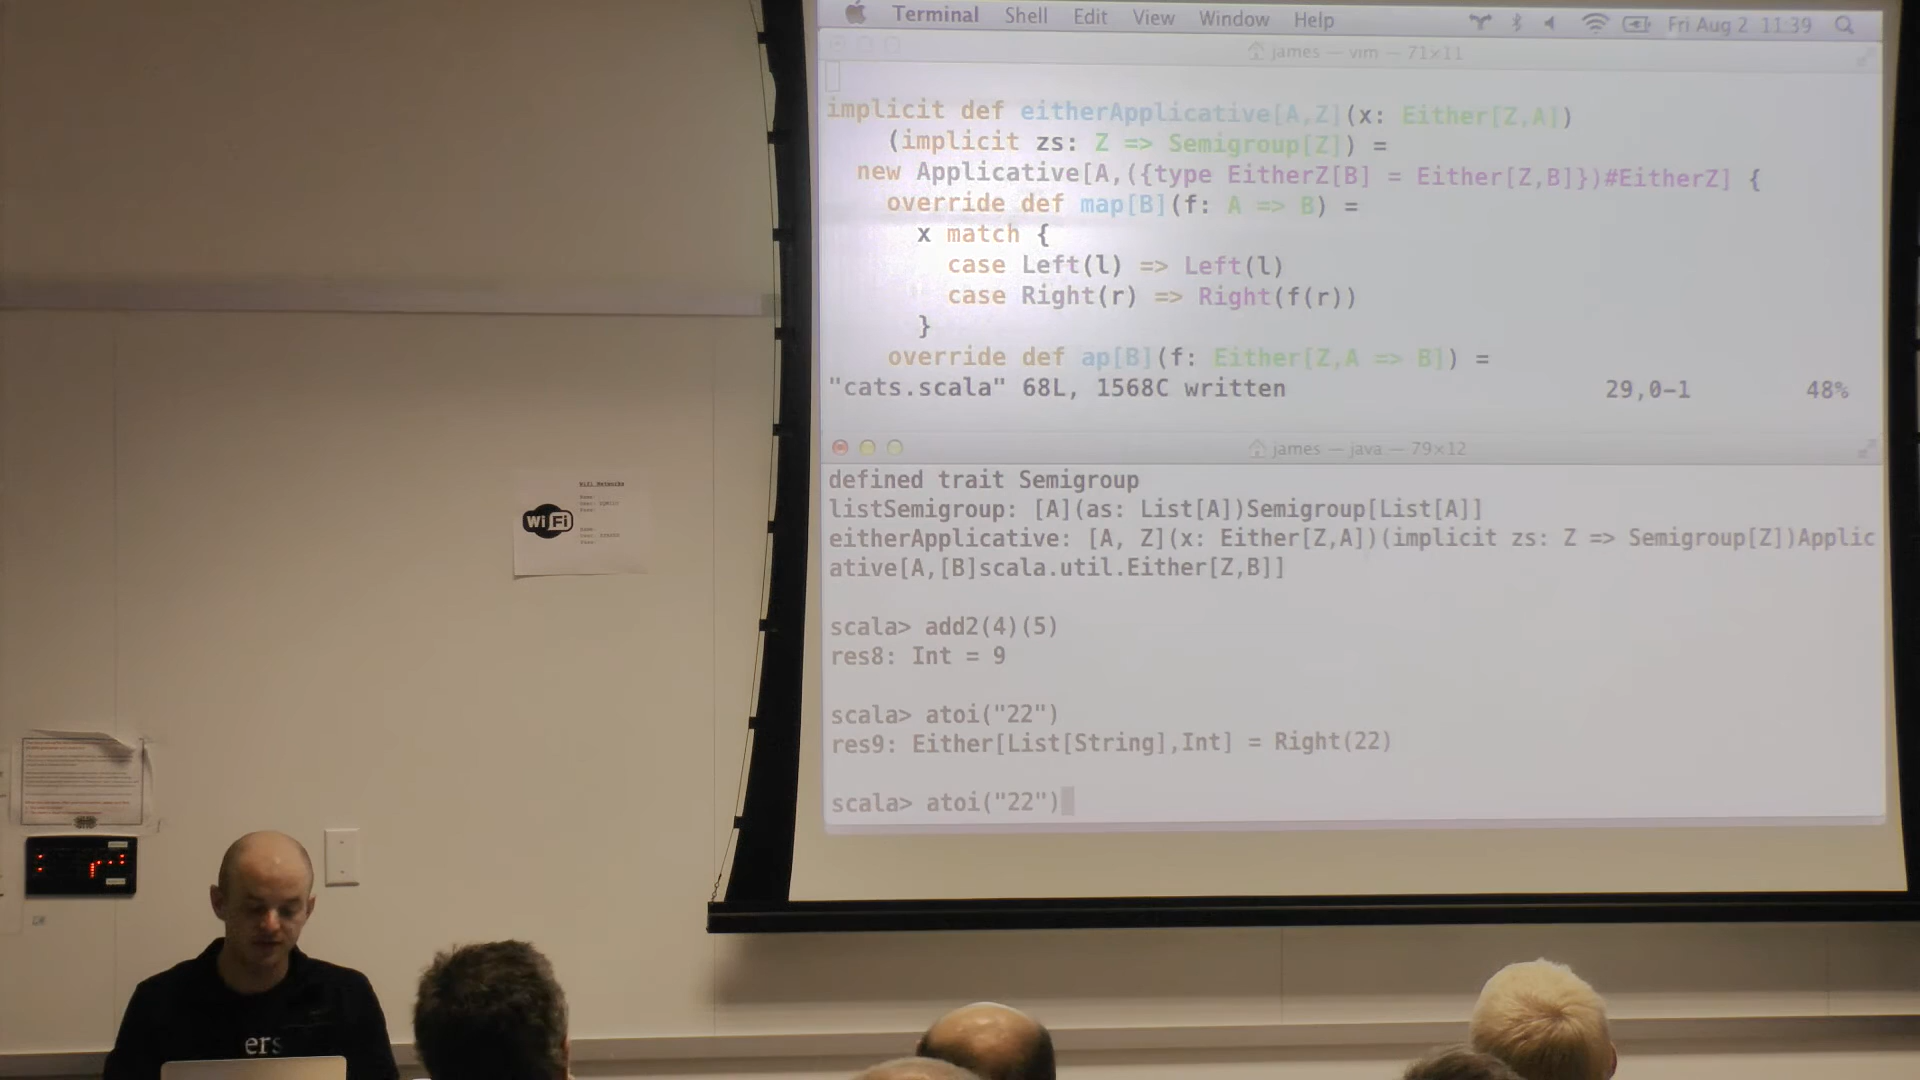 Terminal Shell Edit View Window Help Fri Aug 2 11:39
james — vim — 71×11
implicit def eitherApplicative[A,Z](x: Either[Z,A])
(implicit zs: Z => Semigroup[Z]) =
new Applicative[A,({type EitherZ[B] = Either[Z,B]})#EitherZ] {
override def map[B](f: A => B) =
x match {
case Left(l) => Left(l)
case Right(r) => Right(f(r))
}
override def ap[B](f: Either[Z,A => B]) =
"cats.scala" 68L, 1568C written 29,0-1 48%
james — java — 79×12
defined trait Semigroup
listSemigroup: [A](as: List[A])Semigroup[List[A]]
eitherApplicative: [A, Z](x: Either[Z,A])(implicit zs: Z => Semigroup[Z])Applic
ative[A,[B]scala.util.Either[Z,B]]
scala> add2(4)(5)
res8: Int = 9
scala> atoi("22")
res9: Either[List[String],Int] = Right(22)
scala> atoi("22")
WiFi Networks
WiFi
ers